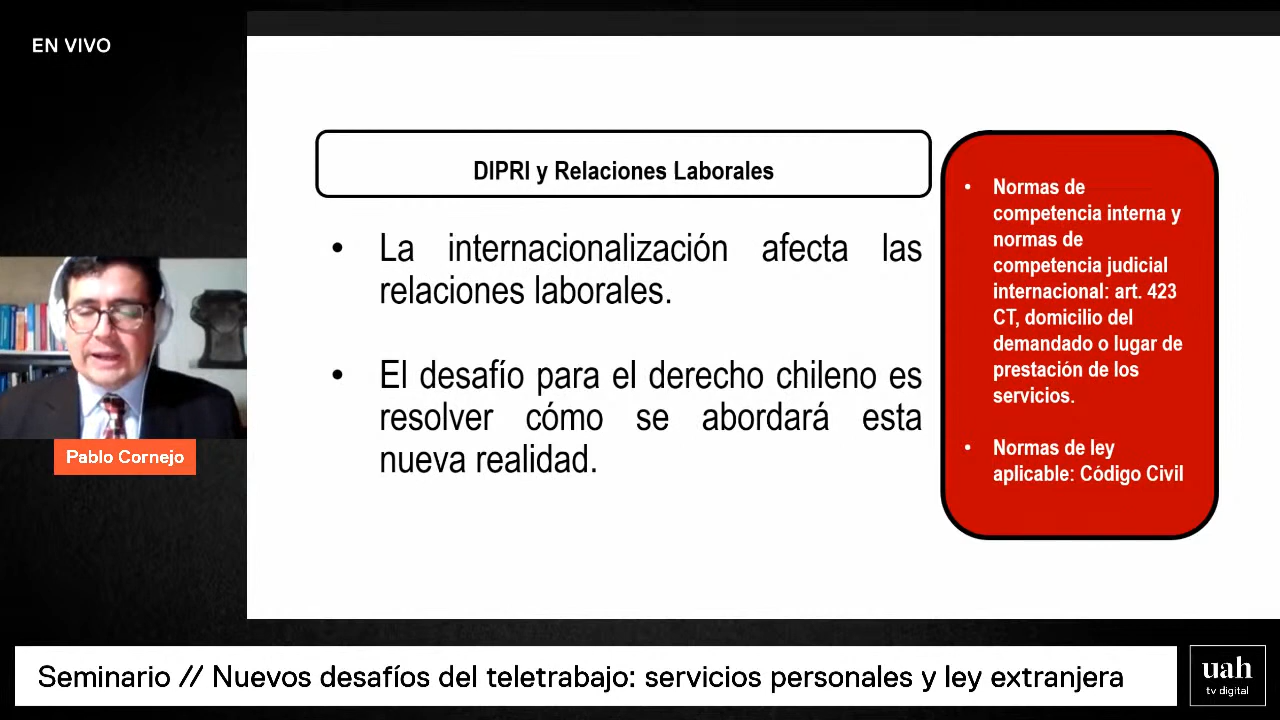 EN VIVO
DIPRI y Relaciones Laborales
• La internacionalización afecta las
relaciones laborales.
• El desafío para el derecho chileno es
resolver cómo se abordará esta
nueva realidad.
• Normas de
competencia interna y
normas de
competencia judicial
internacional: art. 423
CT, domicilio del
demandado o lugar de
prestación de los
servicios.
• Normas de ley
aplicable: Código Civil
Pablo Cornejo
Seminario // Nuevos desafíos del teletrabajo: servicios personales y ley extranjera
uah
tv digital